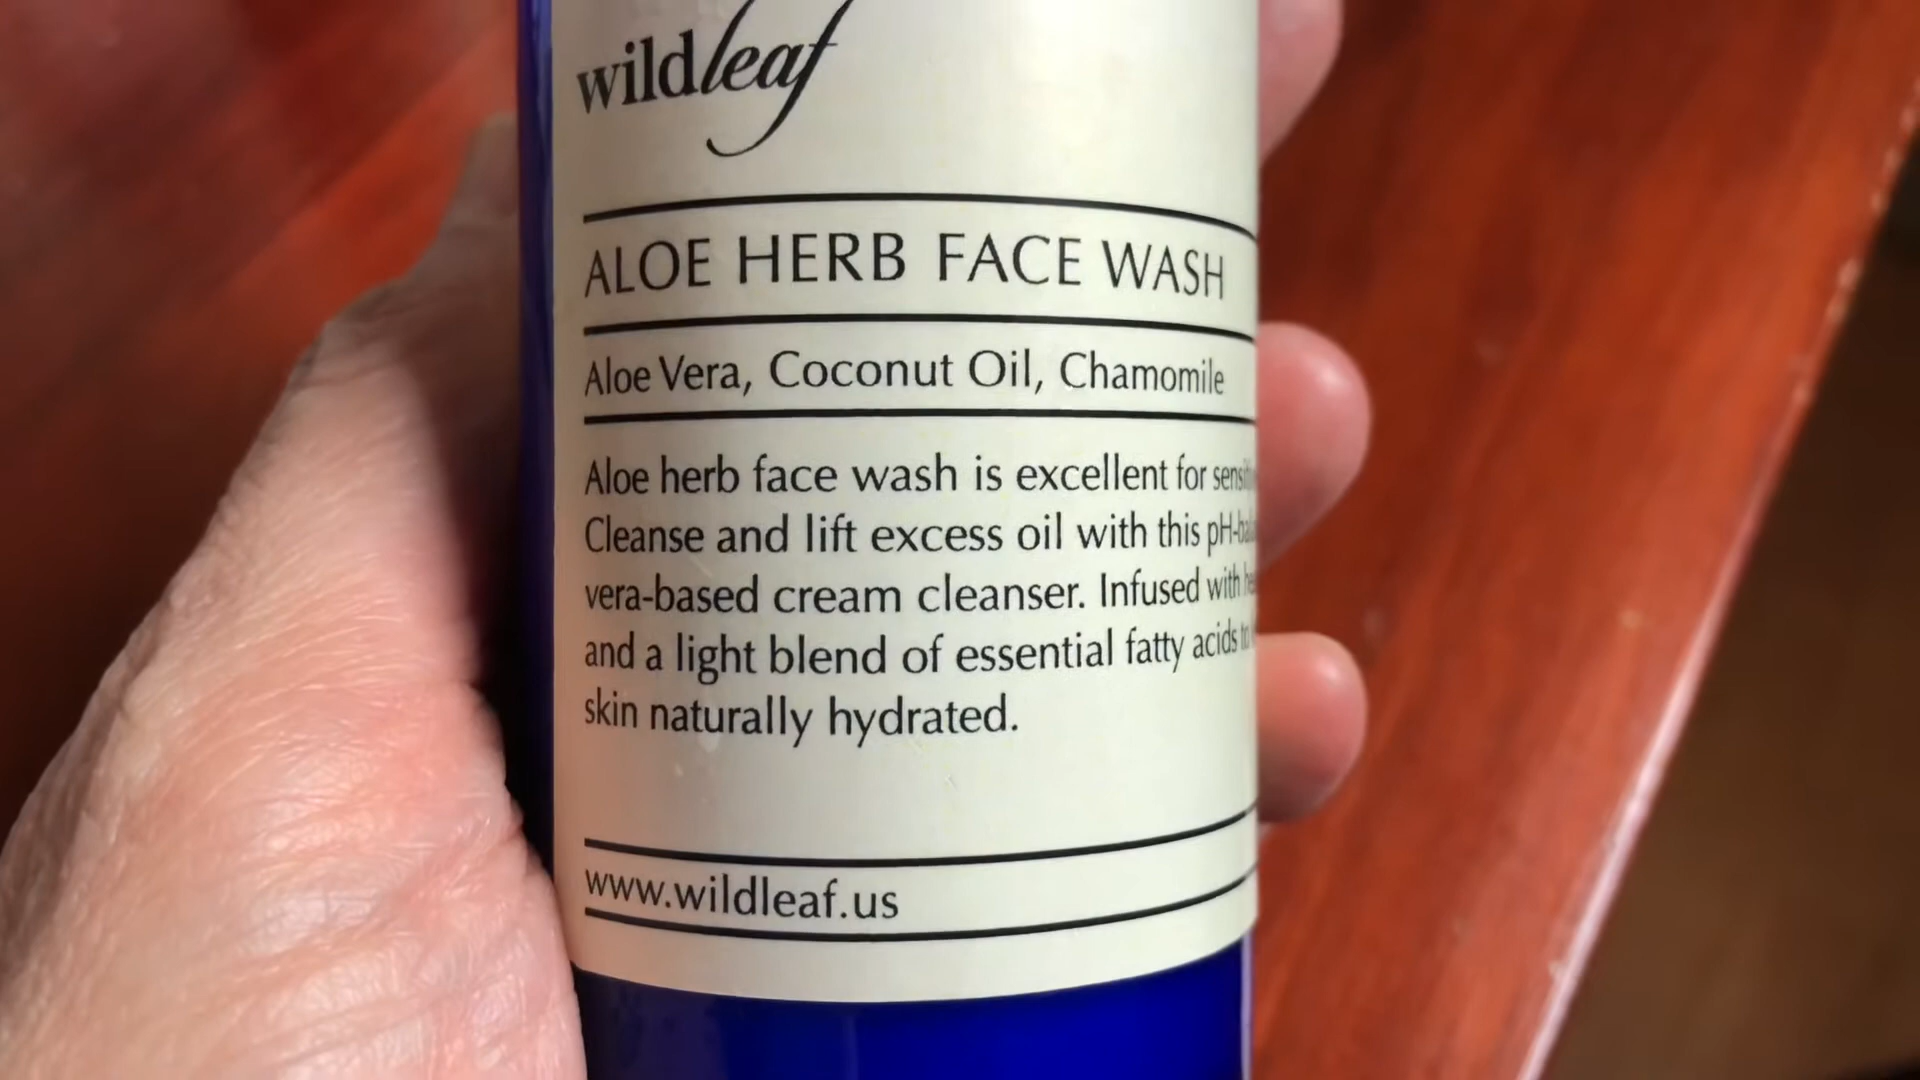 wildleaf
ALOE HERB FACE WASH
Aloe Vera, Coconut Oil, Chamomile
Aloe herb face wash is excellent for
Cleanse and lift excess oil with this
vera-based cream cleanser. Infused with
and a light blend of essential fatty acids to
skin naturally hydrated.
www.wildleaf.us